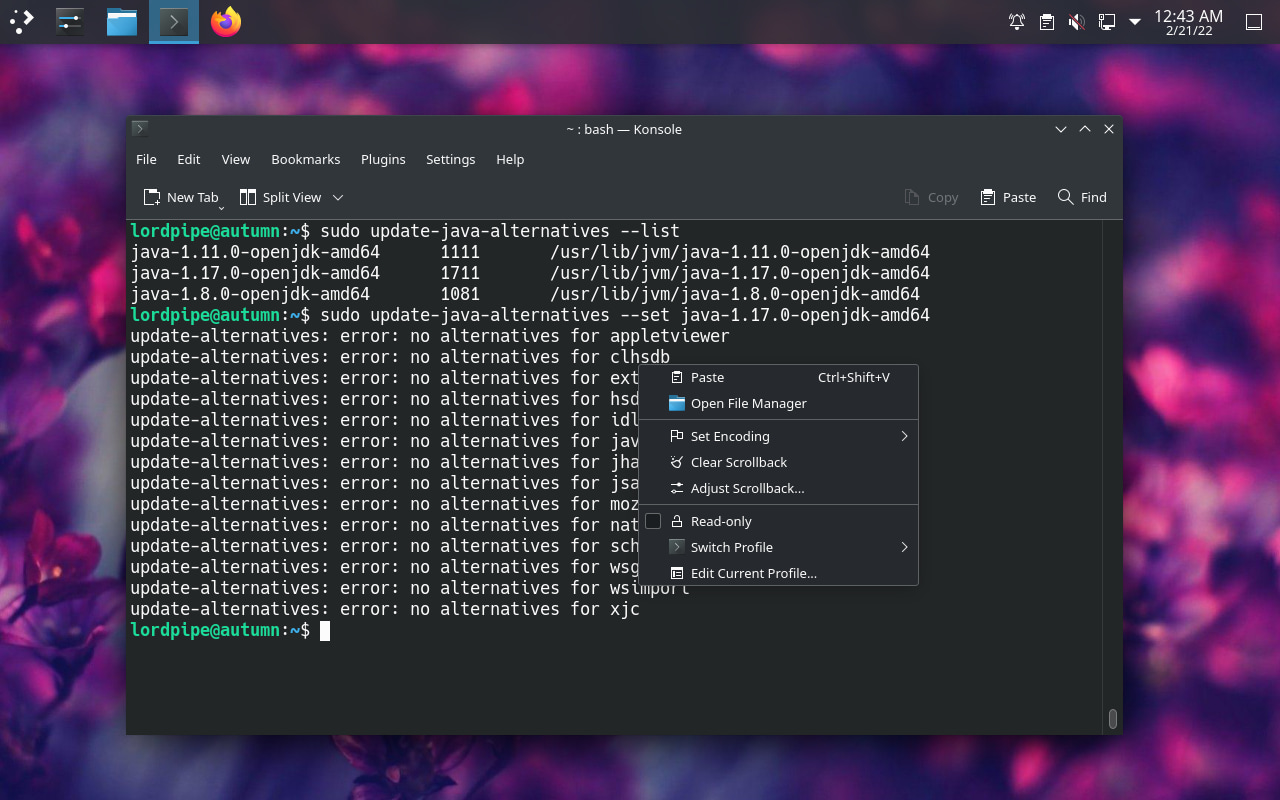 12:43 AM
2/21/22
~ : bash — Konsole
File Edit View Bookmarks Plugins Settings Help
New Tab Split View Copy Paste Find
lordpipe@autumn:~$ sudo update-java-alternatives --list
java-1.11.0-openjdk-amd64 1111 /usr/lib/jvm/java-1.11.0-openjdk-amd64
java-1.17.0-openjdk-amd64 1711 /usr/lib/jvm/java-1.17.0-openjdk-amd64
java-1.8.0-openjdk-amd64 1081 /usr/lib/jvm/java-1.8.0-openjdk-amd64
lordpipe@autumn:~$ sudo update-java-alternatives --set java-1.17.0-openjdk-amd64
update-alternatives: error: no alternatives for appletviewer
update-alternatives: error: no alternatives for clhsdb
update-alternatives: error: no alternatives for ext
update-alternatives: error: no alternatives for hsd
update-alternatives: error: no alternatives for idl
update-alternatives: error: no alternatives for jav
update-alternatives: error: no alternatives for jha
update-alternatives: error: no alternatives for jsa
update-alternatives: error: no alternatives for moz
update-alternatives: error: no alternatives for nat
update-alternatives: error: no alternatives for sch
update-alternatives: error: no alternatives for wsg
update-alternatives: error: no alternatives for wsimport
update-alternatives: error: no alternatives for xjc
lordpipe@autumn:~$
Paste Ctrl+Shift+V
Open File Manager
Set Encoding
Clear Scrollback
Adjust Scrollback...
Read-only
Switch Profile
Edit Current Profile...